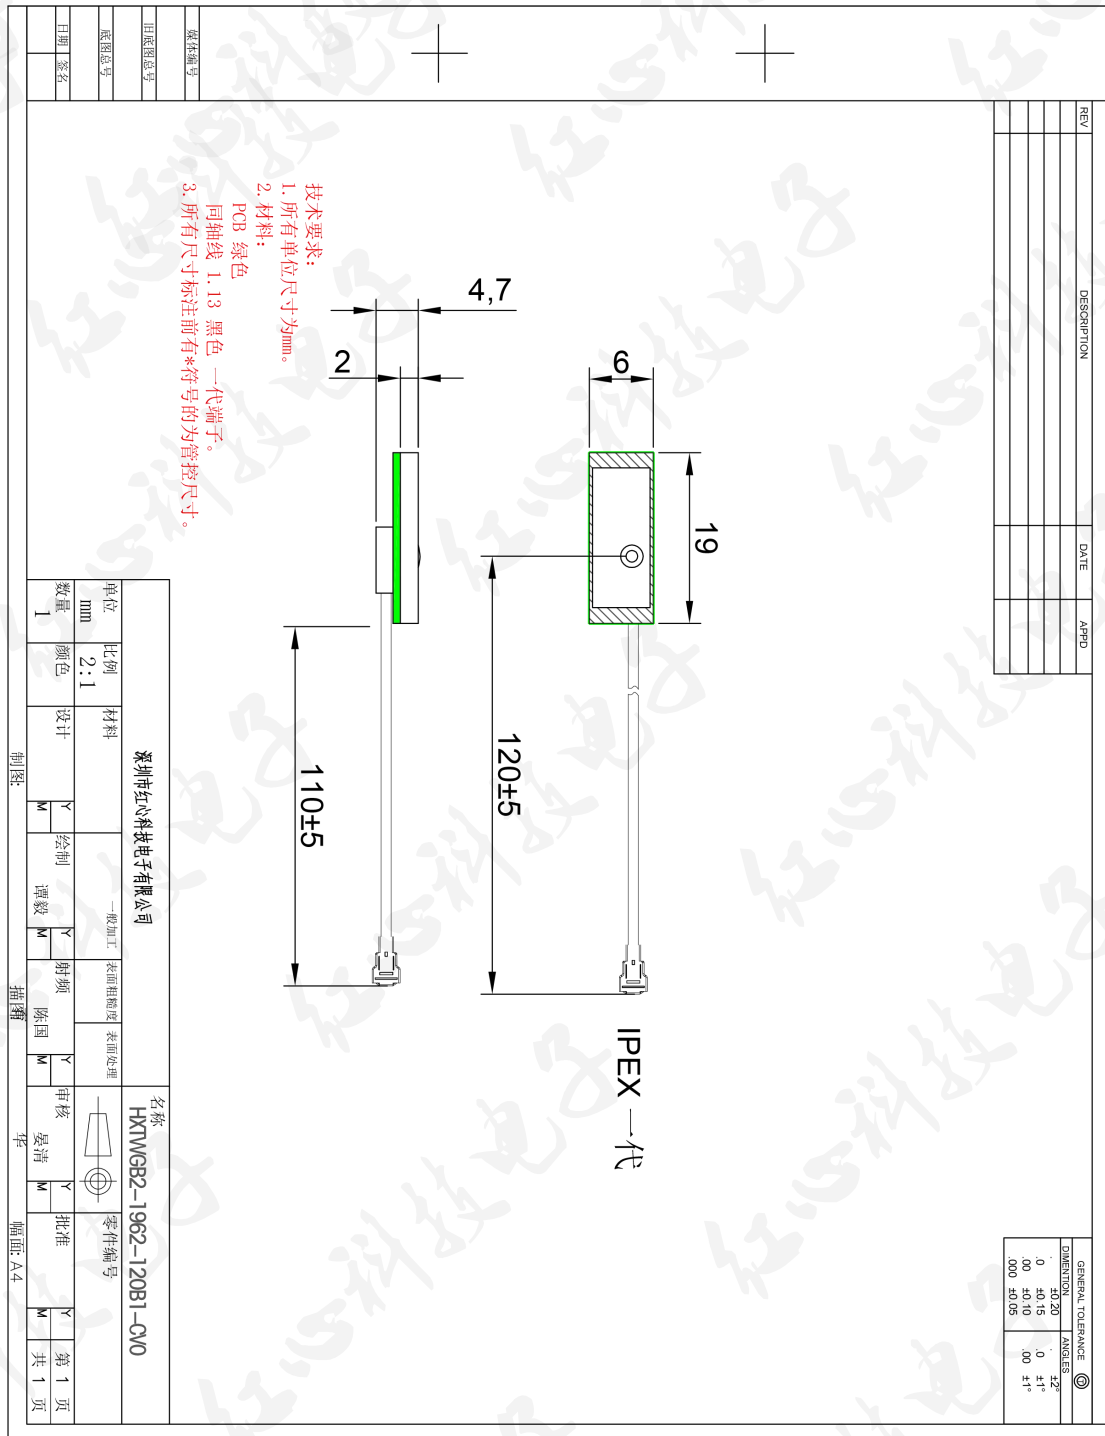 REV
DESCRIPTION
DATE
APPD
GENERAL TOLERANCE
DIMENTION
ANGLES
. ±0.20
.0 ±0.15
.00 ±0.10
.000 ±0.05
. ±2°
.0 ±1°
.00 ±1°
媒体编号
旧底图总号
底图总号
日期
签名
6
19
120±5
IPEX 一代
4,7
2
110±5
技术要求：
1. 所有单位尺寸为mm。
2. 材料：
PCB 绿色
同轴线 1.13 黑色 一代端子。
3. 所有尺寸标注前有*符号的为管控尺寸。
深圳市红心科技电子有限公司
名称
HXTWGB2-1962-120B1-CV0
单位
mm
比例
2:1
材料
一般加工
表面粗糙度
表面处理
零件编号
数量
1
颜色
设计
Y
M
绘制
谭毅
Y
M
射频
陈国
Y
M
审核
晏清
华
Y
M
批准
Y
M
第 1 页
共 1 页
制图:
描图:
幅面: A4
红心科技电子